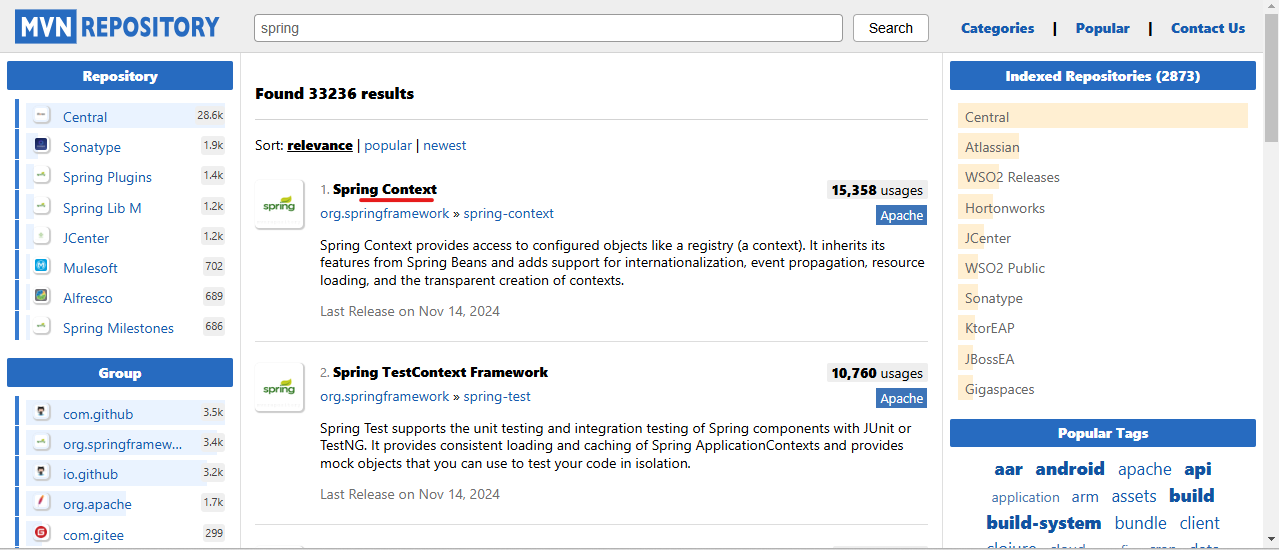 MVN REPOSITORY
spring
Search
Categories | Popular | Contact Us
Repository
Central 28.6k
Sonatype 1.9k
Spring Plugins 1.4k
Spring Lib M 1.2k
JCenter 1.2k
Mulesoft 702
Alfresco 689
Spring Milestones 686
Group
com.github 3.5k
org.springframew... 3.4k
io.github 3.2k
org.apache 1.7k
com.gitee 299
Found 33236 results
Sort: relevance | popular | newest
spring
1. Spring Context
15,358 usages
org.springframework » spring-context
Apache
Spring Context provides access to configured objects like a registry (a context). It inherits its
features from Spring Beans and adds support for internationalization, event propagation, resource
loading, and the transparent creation of contexts.
Last Release on Nov 14, 2024
spring
2. Spring TestContext Framework
10,760 usages
org.springframework » spring-test
Apache
Spring Test supports the unit testing and integration testing of Spring components with JUnit or
TestNG. It provides consistent loading and caching of Spring ApplicationContexts and provides
mock objects that you can use to test your code in isolation.
Last Release on Nov 14, 2024
Indexed Repositories (2873)
Central
Atlassian
WSO2 Releases
Hortonworks
JCenter
WSO2 Public
Sonatype
KtorEAP
JBossEA
Gigaspaces
Popular Tags
aar android apache api
application arm assets build
build-system bundle client